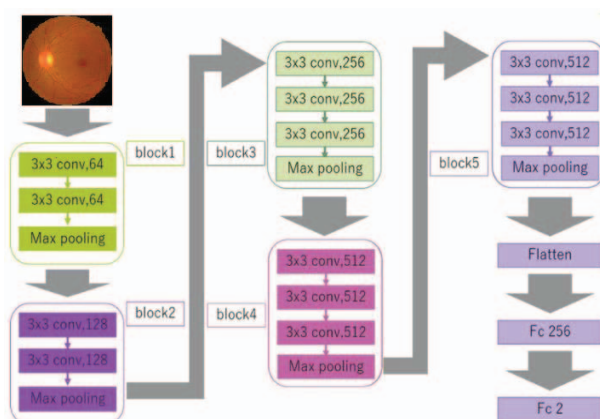 block1
3x3 conv,64
3x3 conv,64
Max pooling
block2
3x3 conv,128
3x3 conv,128
Max pooling
block3
3x3 conv,256
3x3 conv,256
3x3 conv,256
Max pooling
block4
3x3 conv,512
3x3 conv,512
3x3 conv,512
Max pooling
block5
3x3 conv,512
3x3 conv,512
3x3 conv,512
Max pooling
Flatten
Fc 256
Fc 2